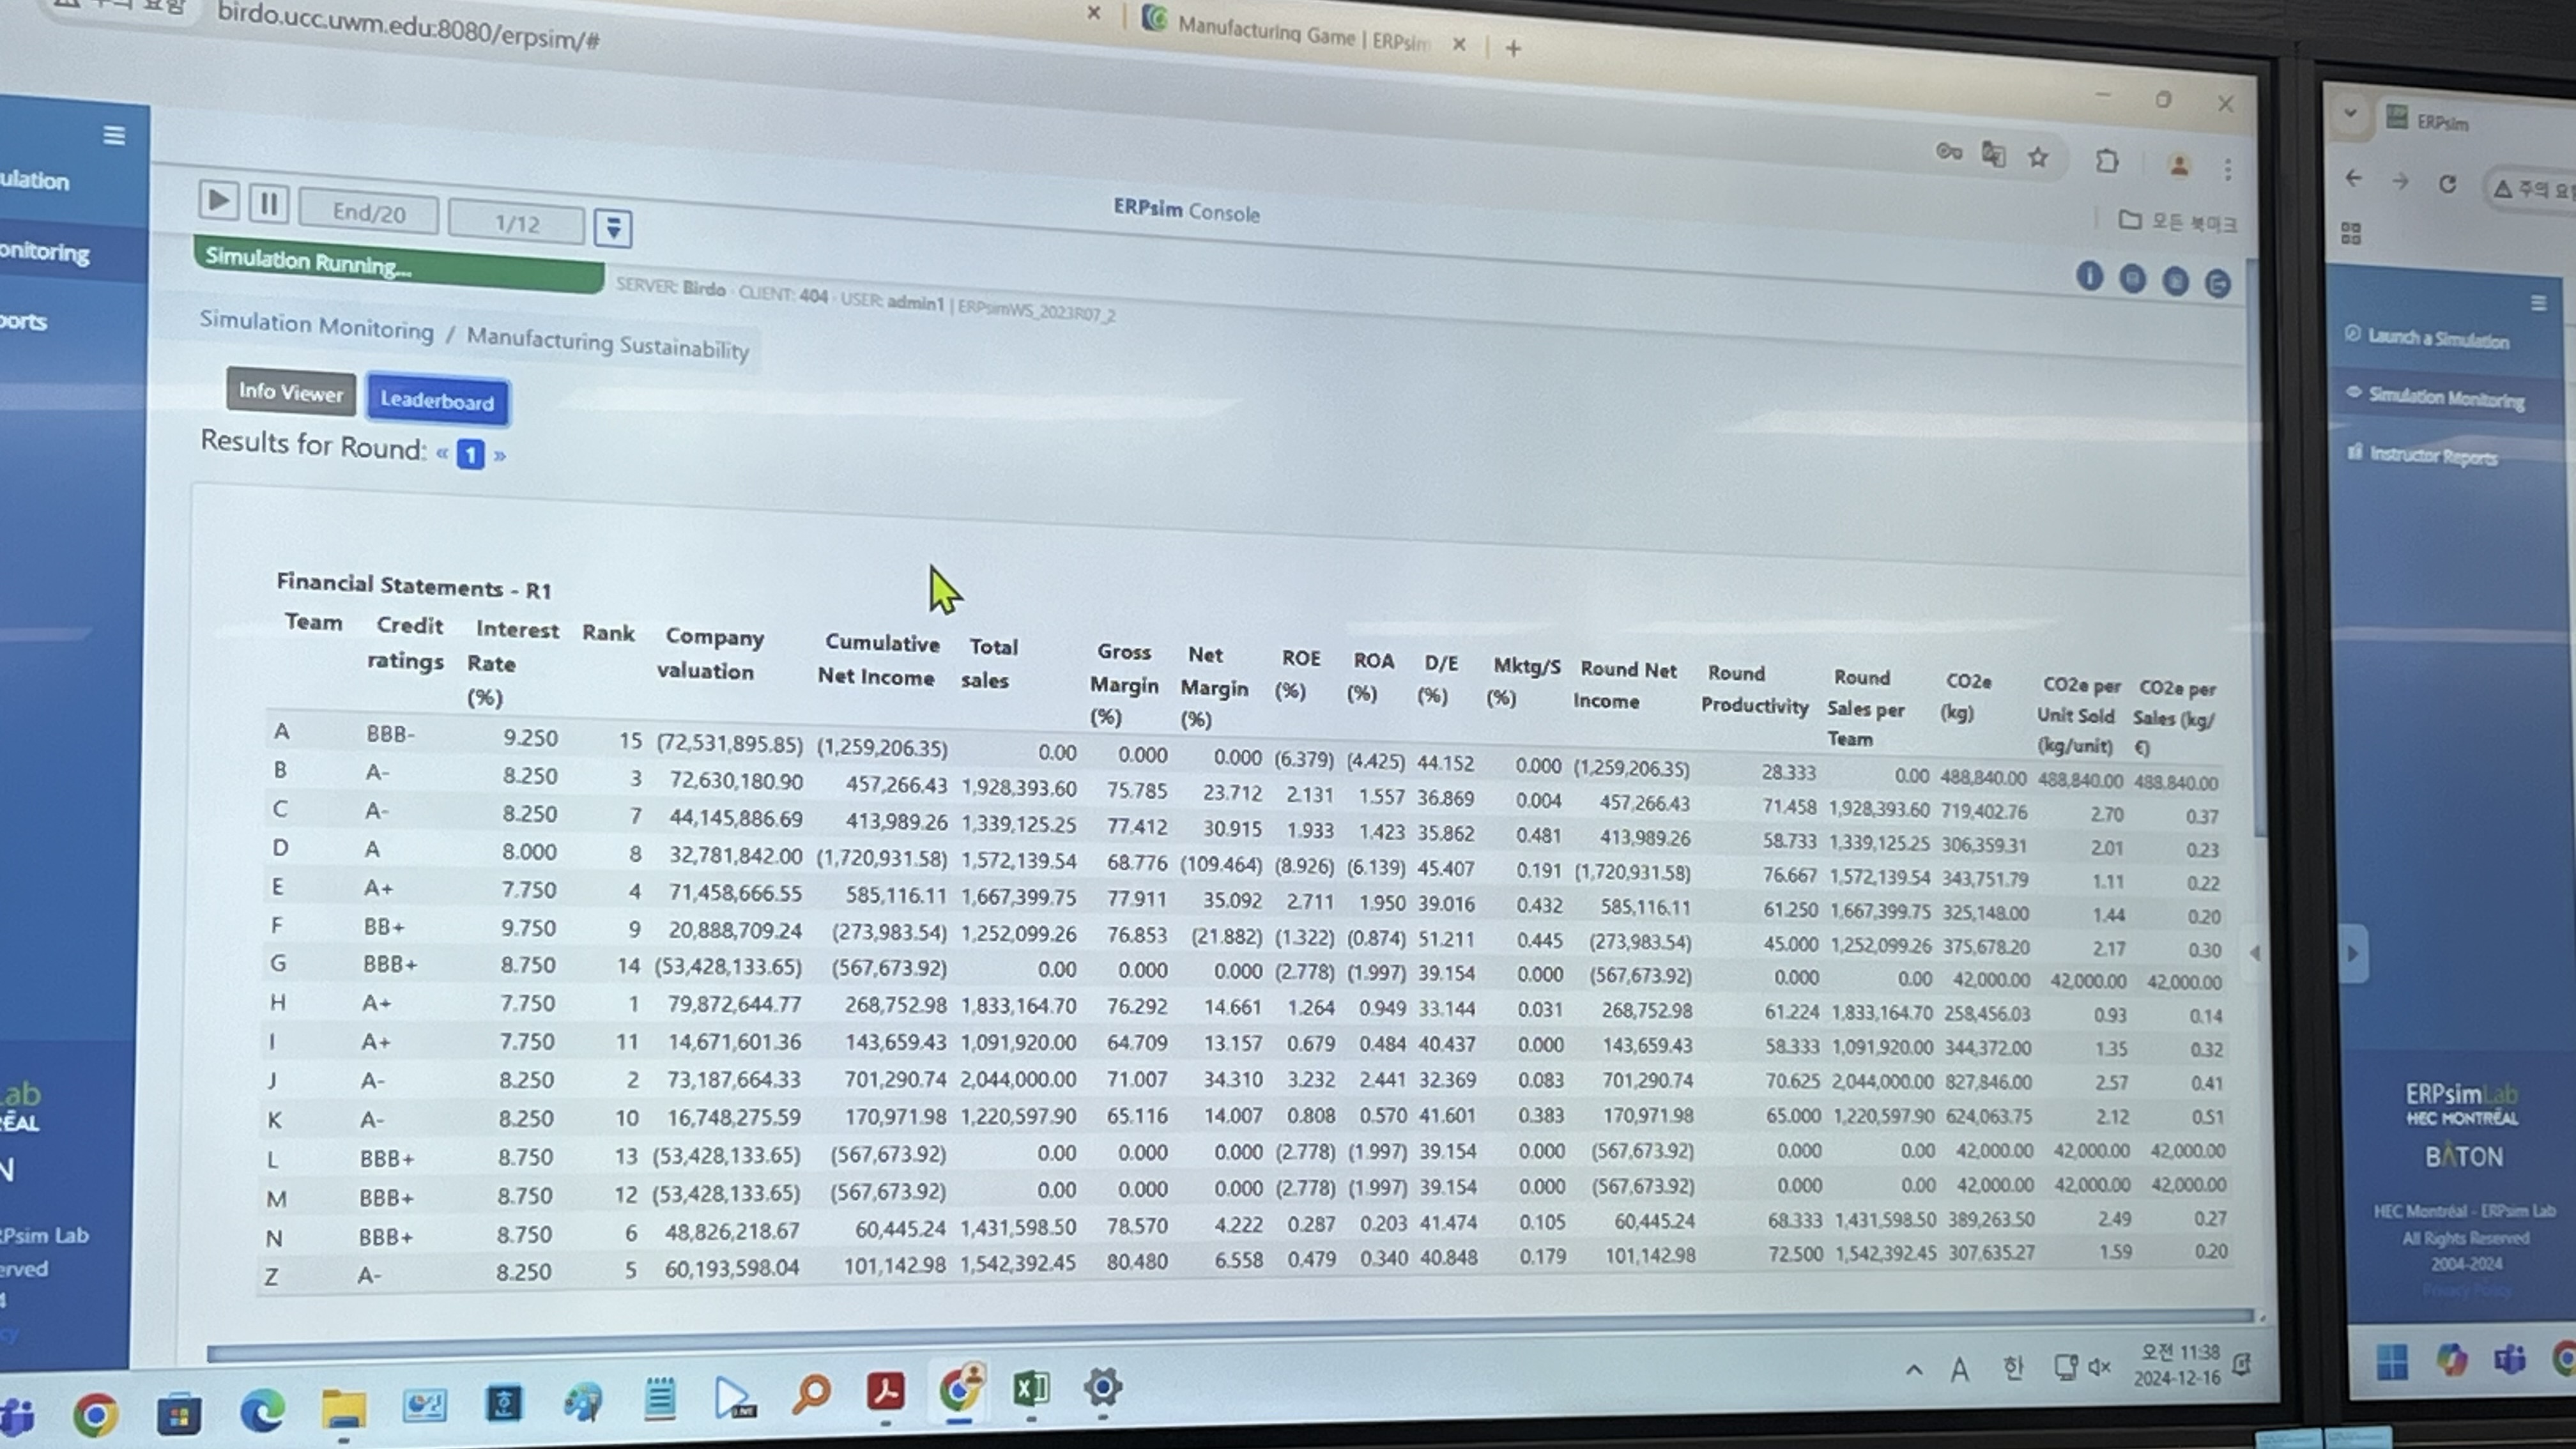 birdo.ucc.uwm.edu:8080/erpsim/#
Manufacturing Game | ERPsim
ulation
onitoring
ports
End/20
1/12
ERPsim Console
모든 북마크
Simulation Running...
SERVER: Birdo - CLIENT: 404 - USER: admin1 | ERPsimWS_2023R07_2
Simulation Monitoring / Manufacturing Sustainability
Info Viewer Leaderboard
Results for Round: « 1 »
Financial Statements - R1
Team Credit ratings Interest Rate (%) Rank Company valuation Cumulative Net Income Total sales Gross Margin (%) Net Margin (%) ROE (%) ROA (%) D/E (%) Mktg/S (%) Round Net Income Round Productivity Round Sales per Team CO2e (kg) CO2e per Unit Sold (kg/unit) CO2e per Sales (kg/€)
A BBB- 9.250 15 (72,531,895.85) (1,259,206.35) 0.00 0.000 0.000 (6.379) (4.425) 44.152 0.000 (1,259,206.35) 28.333 0.00 488,840.00 488,840.00 488,840.00
B A- 8.250 3 72,630,180.90 457,266.43 1,928,393.60 75.785 23.712 2.131 1.557 36.869 0.004 457,266.43 71.458 1,928,393.60 719,402.76 2.70 0.37
C A- 8.250 7 44,145,886.69 413,989.26 1,339,125.25 77.412 30.915 1.933 1.423 35.862 0.481 413,989.26 58.733 1,339,125.25 306,359.31 2.01 0.23
D A 8.000 8 32,781,842.00 (1,720,931.58) 1,572,139.54 68.776 (109.464) (8.926) (6.139) 45.407 0.191 (1,720,931.58) 76.667 1,572,139.54 343,751.79 1.11 0.22
E A+ 7.750 4 71,458,666.55 585,116.11 1,667,399.75 77.911 35.092 2.711 1.950 39.016 0.432 585,116.11 61.250 1,667,399.75 325,148.00 1.44 0.20
F BB+ 9.750 9 20,888,709.24 (273,983.54) 1,252,099.26 76.853 (21.882) (1.322) (0.874) 51.211 0.445 (273,983.54) 45.000 1,252,099.26 375,678.20 2.17 0.30
G BBB+ 8.750 14 (53,428,133.65) (567,673.92) 0.00 0.000 0.000 (2.778) (1.997) 39.154 0.000 (567,673.92) 0.000 0.00 42,000.00 42,000.00 42,000.00
H A+ 7.750 1 79,872,644.77 268,752.98 1,833,164.70 76.292 14.661 1.264 0.949 33.144 0.031 268,752.98 61.224 1,833,164.70 258,456.03 0.93 0.14
I A+ 7.750 11 14,671,601.36 143,659.43 1,091,920.00 64.709 13.157 0.679 0.484 40.437 0.000 143,659.43 58.333 1,091,920.00 344,372.00 1.35 0.32
J A- 8.250 2 73,187,664.33 701,290.74 2,044,000.00 71.007 34.310 3.232 2.441 32.369 0.083 701,290.74 70.625 2,044,000.00 827,846.00 2.57 0.41
K A- 8.250 10 16,748,275.59 170,971.98 1,220,597.90 65.116 14.007 0.808 0.570 41.601 0.383 170,971.98 65.000 1,220,597.90 624,063.75 2.12 0.51
L BBB+ 8.750 13 (53,428,133.65) (567,673.92) 0.00 0.000 0.000 (2.778) (1.997) 39.154 0.000 (567,673.92) 0.000 0.00 42,000.00 42,000.00 42,000.00
M BBB+ 8.750 12 (53,428,133.65) (567,673.92) 0.00 0.000 0.000 (2.778) (1.997) 39.154 0.000 (567,673.92) 0.000 0.00 42,000.00 42,000.00 42,000.00
N BBB+ 8.750 6 48,826,218.67 60,445.24 1,431,598.50 78.570 4.222 0.287 0.203 41.474 0.105 60,445.24 68.333 1,431,598.50 389,263.50 2.49 0.27
Z A- 8.250 5 60,193,598.04 101,142.98 1,542,392.45 80.480 6.558 0.479 0.340 40.848 0.179 101,142.98 72.500 1,542,392.45 307,635.27 1.59 0.20
Lab
RÉAL
N
Psim Lab
erved
A 한
오전 11:38
2024-12-16
ERPsim
주의 요
Launch a Simulation
Simulation Monitoring
Instructor Reports
ERPsimLab
HEC MONTRÉAL
BÂTON
HEC Montréal - ERPsim Lab
All Rights Reserved
2004-2024
Privacy Policy